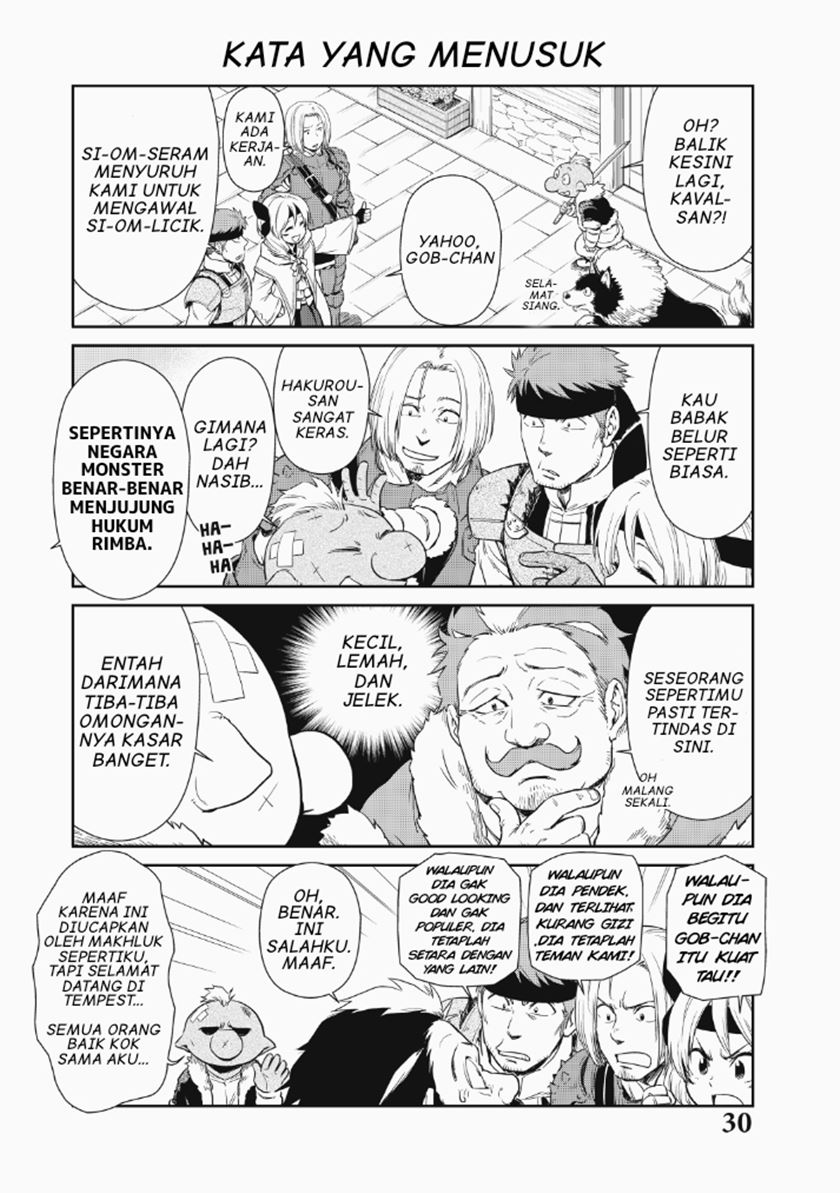 KATA YANG MENUSUK
OH?
BALIK
KESINI
LAGI,
KAVAL-
SAN?!
SELA-
MAT
SIANG.
YAHOO,
GOB-CHAN
KAMI
ADA
KERJA-
AN.
SI-OM-SERAM
MENYURUH
KAMI UNTUK
MENGAWAL
SI-OM-LICIK.
KAU
BABAK
BELUR
SEPERTI
BIASA.
HAKUROU-
SAN
SANGAT
KERAS.
GIMANA
LAGI?
DAH
NASIB...
HA-
HA-
HA
SEPERTINYA
NEGARA
MONSTER
BENAR-BENAR
MENJUJUNG
HUKUM
RIMBA.
SESEORANG
SEPERTIMU
PASTI TER-
TINDAS DI
SINI.
OH
MALANG
SEKALI.
KECIL,
LEMAH,
DAN
JELEK.
ENTAH
DARIMANA
TIBA-TIBA
OMONGAN-
NYA KASAR
BANGET.
WALAU-
PUN DIA
BEGITU
GOB-CHAN
ITU KUAT
TAU!!
WALAUPUN
DIA PENDEK,
DAN TERLIHAT.
KURANG GIZI
.DIA TETAPLAH
TEMAN KAMI!
WALAUPUN
DIA GAK
GOOD LOOKING
DAN GAK
POPULER, DIA
TETAPLAH
SETARA DENGAN
YANG LAIN!
OH,
BENAR.
INI
SALAHKU.
MAAF.
MAAF
KARENA INI
DIUCAPKAN
OLEH MAKHLUK
SEPERTIKU,
TAPI SELAMAT
DATANG DI
TEMPEST...
SEMUA ORANG
BAIK KOK
SAMA AKU...
30